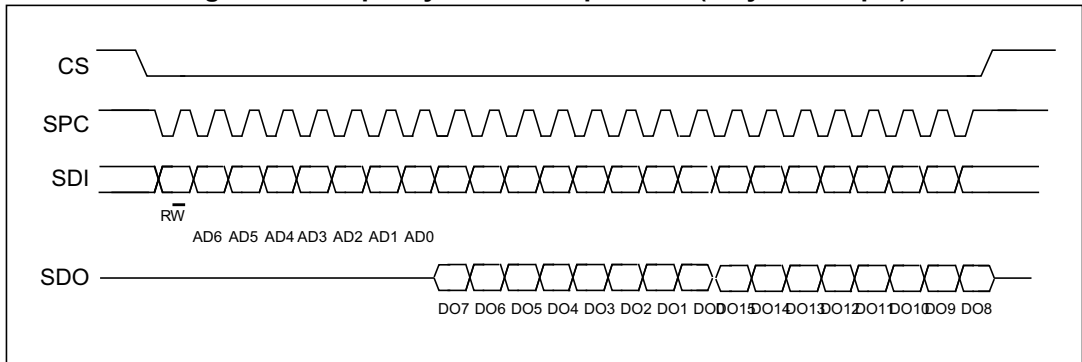 CS
SPC
SDI
RW
AD6 AD5 AD4 AD3 AD2 AD1 AD0
SDO
DO7 DO6 DO5 DO4 DO3 DO2 DO1 DO0 DO15 DO14 DO13 DO12 DO11 DO10 DO9 DO8